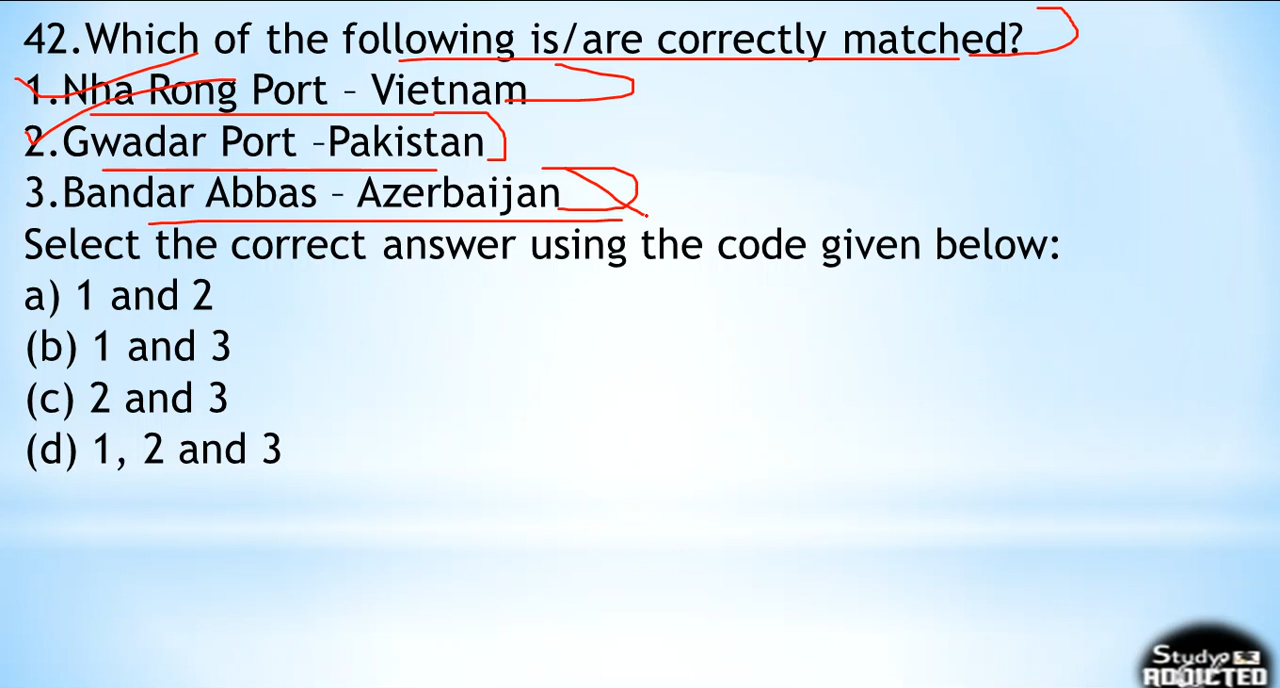 42.Which of the following is/are correctly matched?
1.Nha Rong Port – Vietnam
2.Gwadar Port –Pakistan
3.Bandar Abbas – Azerbaijan
Select the correct answer using the code given below:
a) 1 and 2
(b) 1 and 3
(c) 2 and 3
(d) 1, 2 and 3
Study
ADDICTED